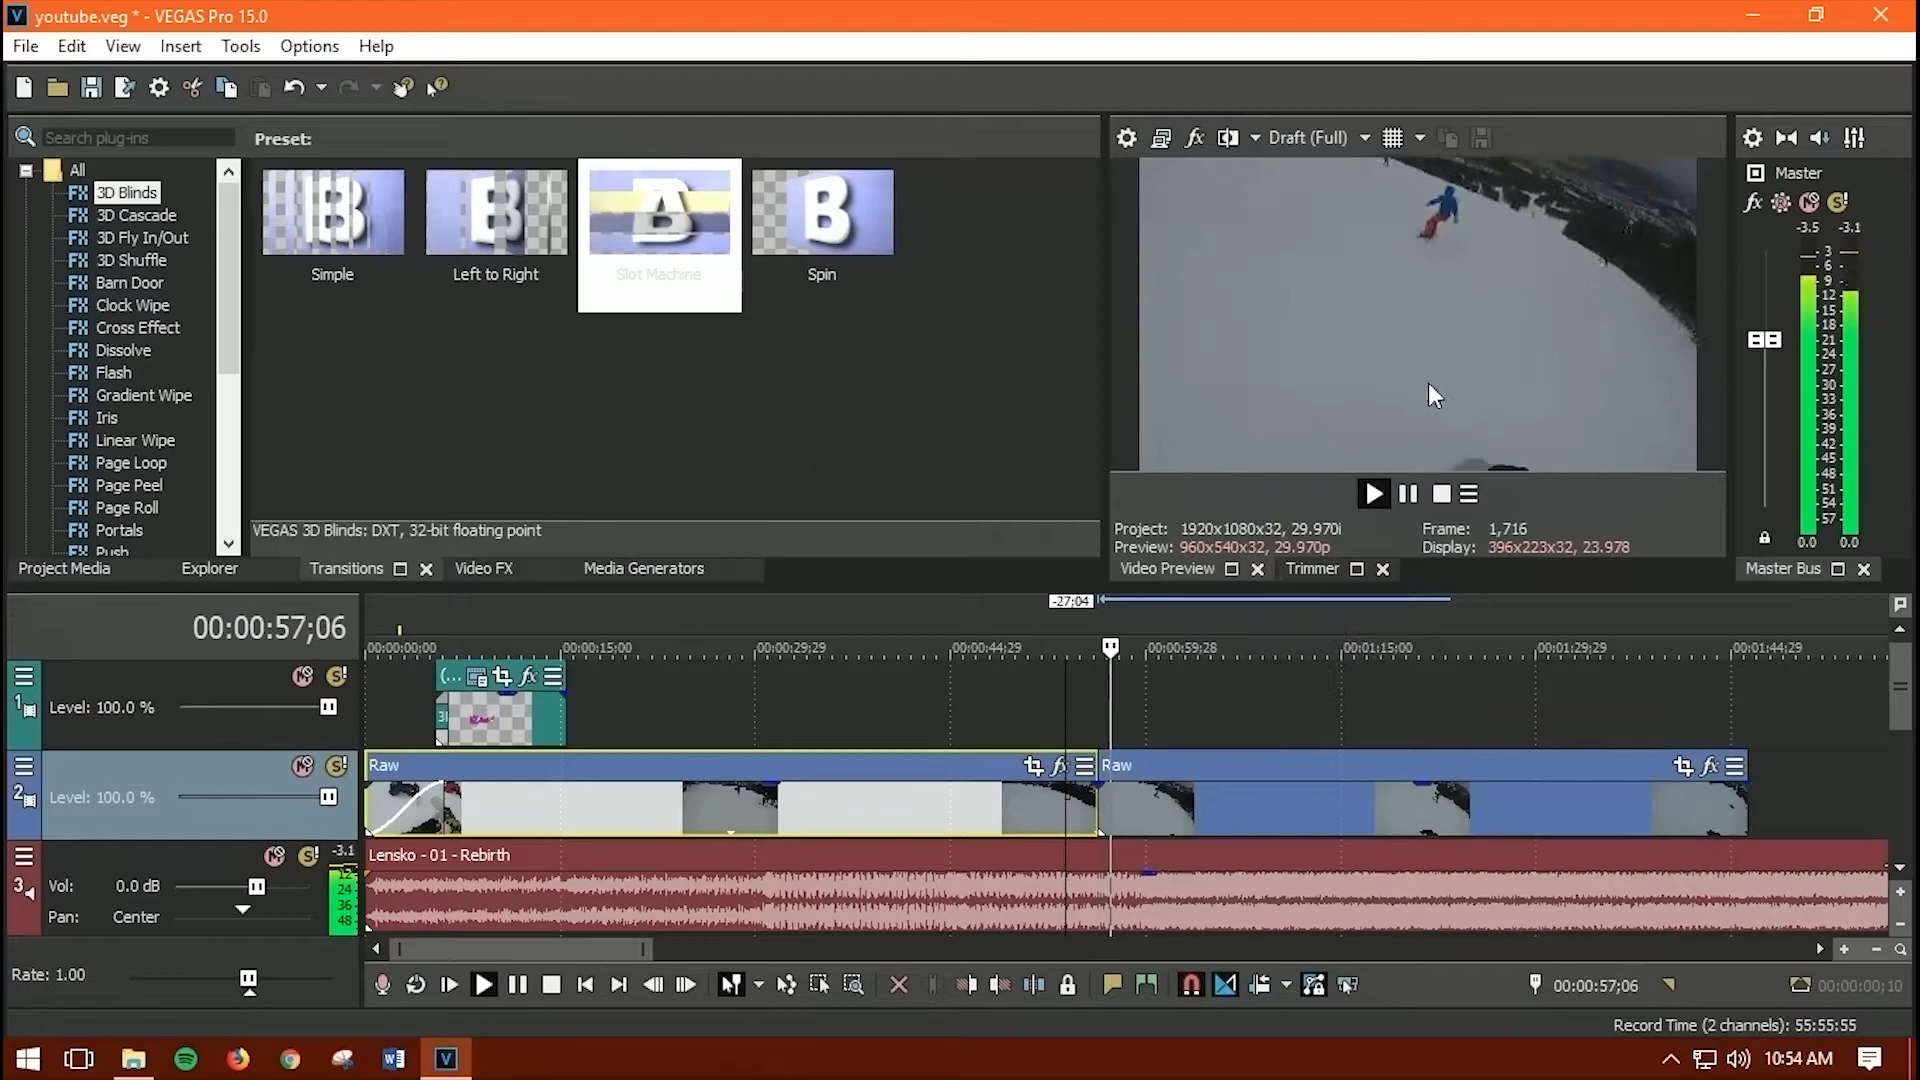 youtube.veg * - VEGAS Pro 15.0
File Edit View Insert Tools Options Help
Search plug-ins
Preset:
Draft (Full)
All
3D Blinds
3D Cascade
3D Fly In/Out
3D Shuffle
Barn Door
Clock Wipe
Cross Effect
Dissolve
Flash
Gradient Wipe
Iris
Linear Wipe
Page Loop
Page Peel
Page Roll
Portals
Push
Simple
Left to Right
Slot Machine
Spin
VEGAS 3D Blinds: DXT, 32-bit floating point
Project: 1920x1080x32, 29.970i
Frame: 1,716
Preview: 960x540x32, 29.970p
Display: 396x223x32, 23.978
Master
-3.5 -3.1
3
6
9
12
15
18
21
24
27
30
33
36
39
42
45
48
51
54
57
0.0 0.0
Project Media Explorer Transitions Video FX Media Generators
Video Preview Trimmer
Master Bus
-27;04
00:00:57;06
00:00:00;00 00:00:15;00 00:00:29;29 00:00:44;29 00:00:59;28 00:01:15;00 00:01:29;29 00:01:44;29
1
Level: 100.0 %
(...
2
Level: 100.0 %
Raw
Raw
3
-3.1
12
24
36
48
Vol: 0.0 dB
Pan: Center
Lensko - 01 - Rebirth
Rate: 1.00
00:00:57;06
00:00:00;10
Record Time (2 channels): 55:55:55
10:54 AM